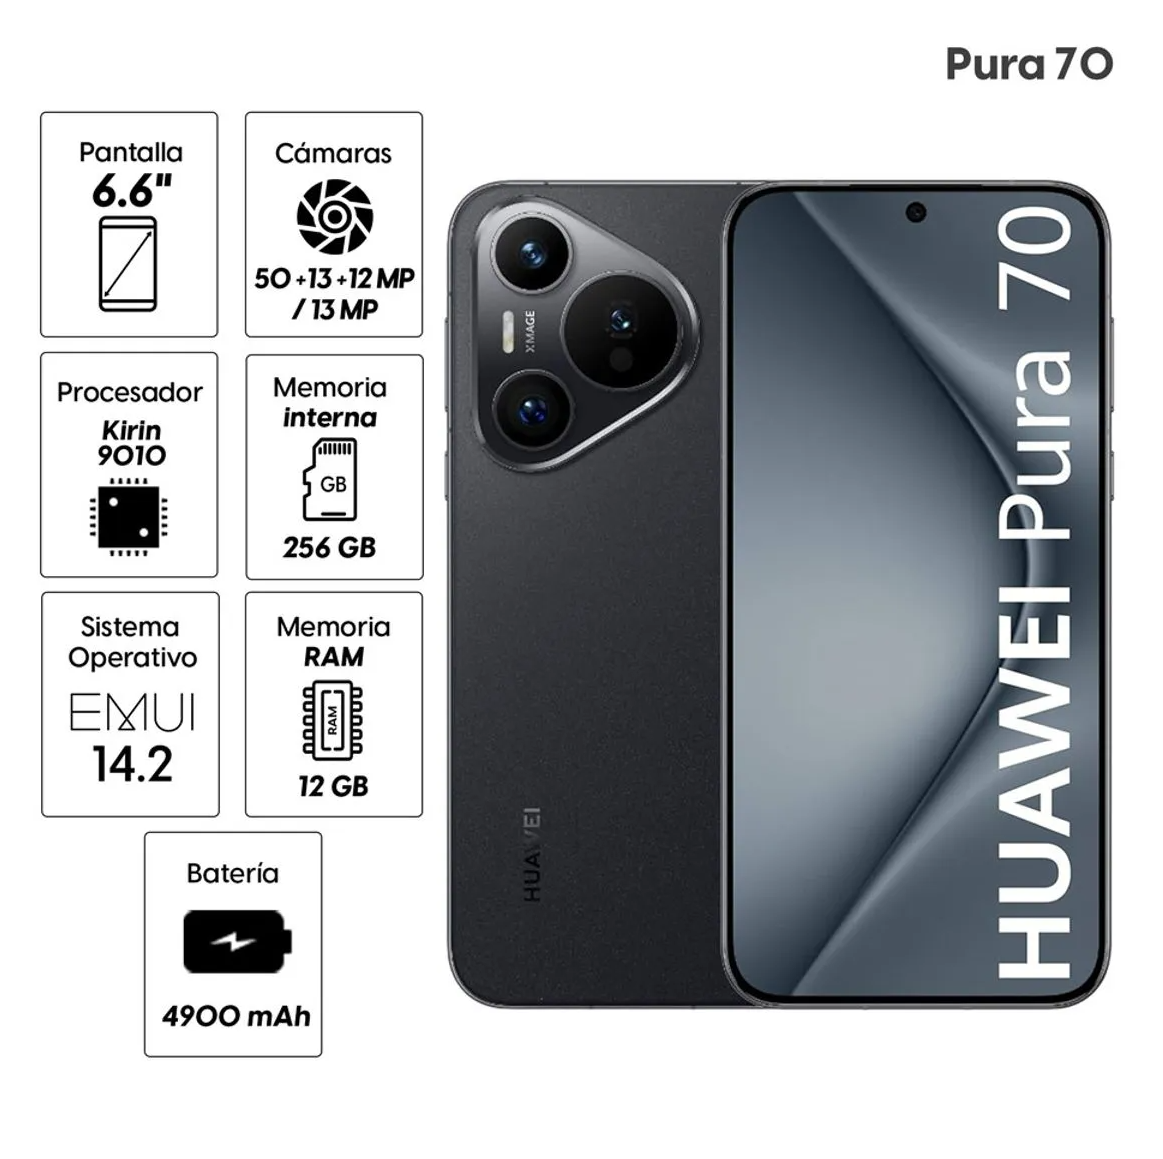 Pura 70
Pantalla
6.6"
Cámaras
50 +13 +12 MP
/ 13 MP
Procesador
Kirin
9010
Memoria
interna
GB
256 GB
Sistema
Operativo
EMUI
14.2
Memoria
RAM
RAM
12 GB
Batería
4900 mAh
XMAGE
HUAWEI
HUAWEI Pura 70